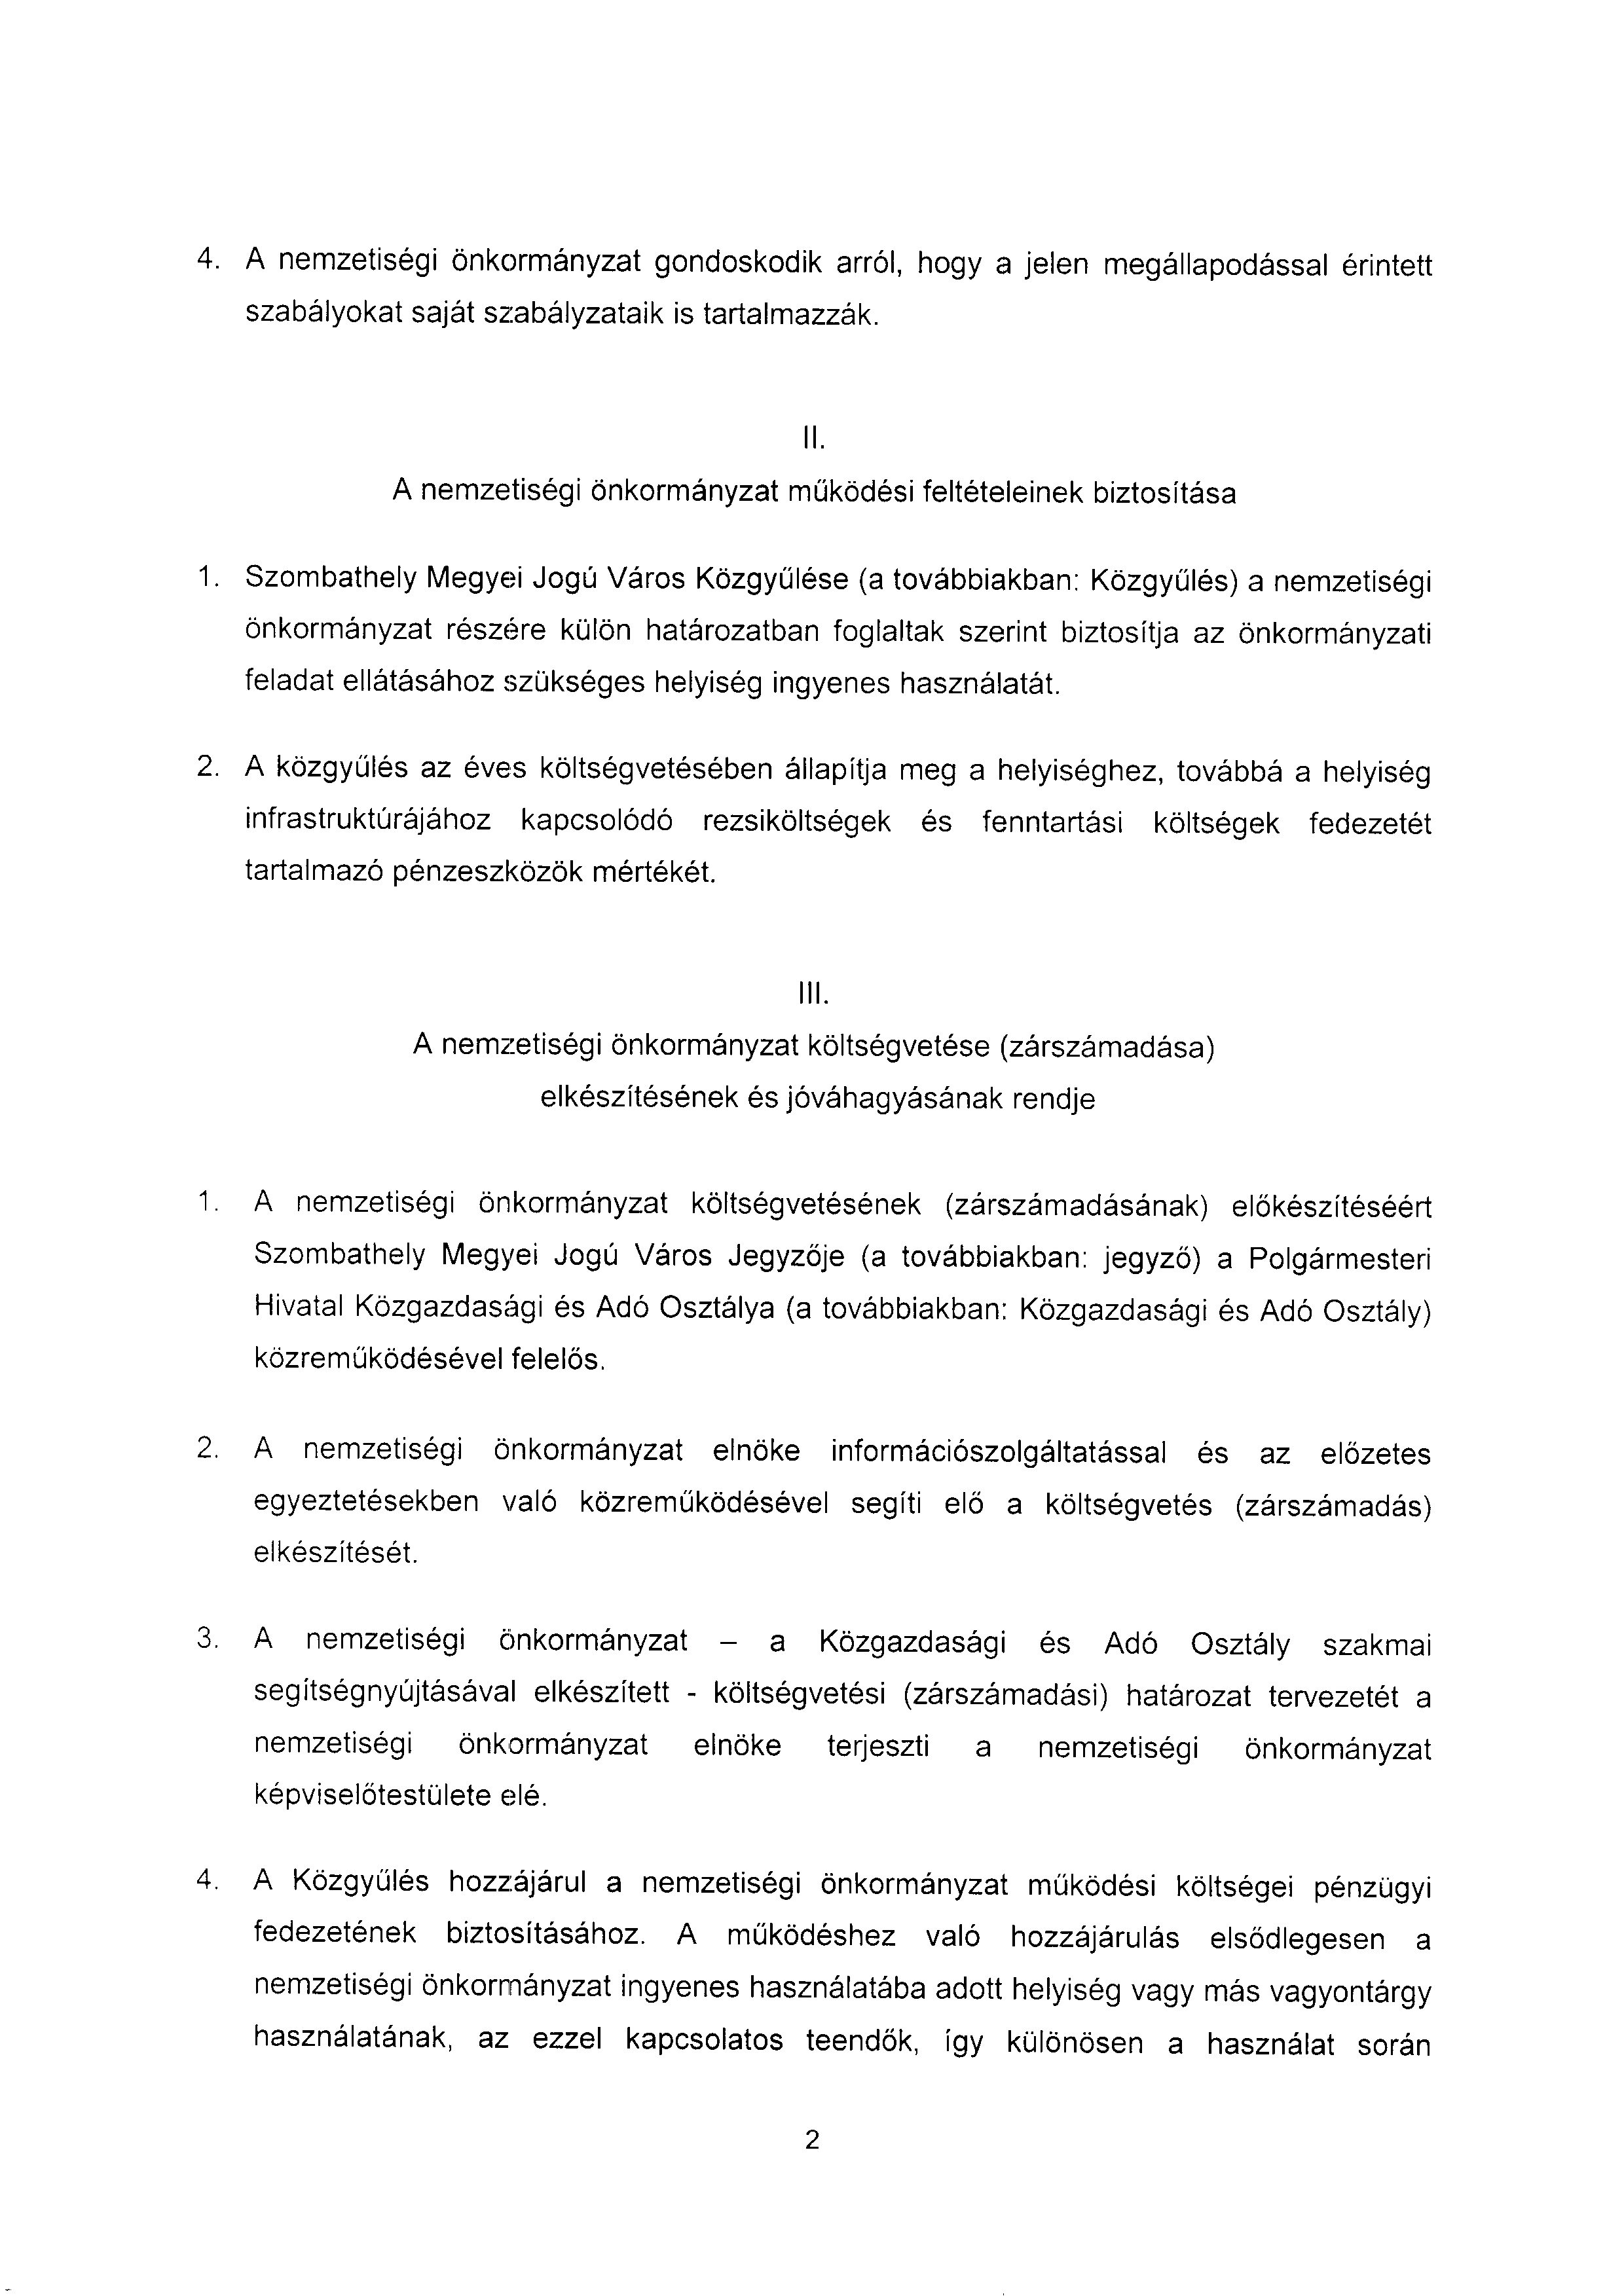 4. A nemzetiségi önkormányzat gondoskodik arról, hogy a jelen megállapodással érintett
szabályokat saját szabályzataik is tartalmazzák.
II.
A nemzetiségi önkormányzat működési feltételeinek biztosítása
1. Szombathely Megyei Jogú Város Közgyűlése (a továbbiakban: Közgyűlés) a nemzetiségi
önkormányzat részére külön határozatban foglaltak szerint biztosítja az önkormányzati
feladat ellátásához szükséges helyiség ingyenes használatát.
2. A közgyűlés az éves költségvetésében állapítja meg a helyiséghez, továbbá a helyiség
infrastruktúrájához kapcsolódó rezsiköltségek és fenntartási költségek fedezetét
tartalmazó pénzeszközök mértékét.
III.
A nemzetiségi önkormányzat költségvetése (zárszámadása)
elkészítésének és jóváhagyásának rendje
1. A nemzetiségi önkormányzat költségvetésének (zárszámadásának) előkészítéséért
Szombathely Megyei Jogú Város Jegyzője (a továbbiakban: jegyző) a Polgármesteri
Hivatal Közgazdasági és Adó Osztálya (a továbbiakban: Közgazdasági és Adó Osztály)
közreműködésével felelős.
2. A nemzetiségi önkormányzat elnöke információszolgáltatással és az előzetes
egyeztetésekben való közreműködésével segíti elő a költségvetés (zárszámadás)
elkészítését.
3. A nemzetiségi önkormányzat – a Közgazdasági és Adó Osztály szakmai
segítségnyújtásával elkészített - költségvetési (zárszámadási) határozat tervezetét a
nemzetiségi önkormányzat elnöke terjeszti a nemzetiségi önkormányzat
képviselőtestülete elé.
4. A Közgyűlés hozzájárul a nemzetiségi önkormányzat működési költségei pénzügyi
fedezetének biztosításához. A működéshez való hozzájárulás elsődlegesen a
nemzetiségi önkormányzat ingyenes használatába adott helyiség vagy más vagyontárgy
használatának, az ezzel kapcsolatos teendők, így különösen a használat során
2